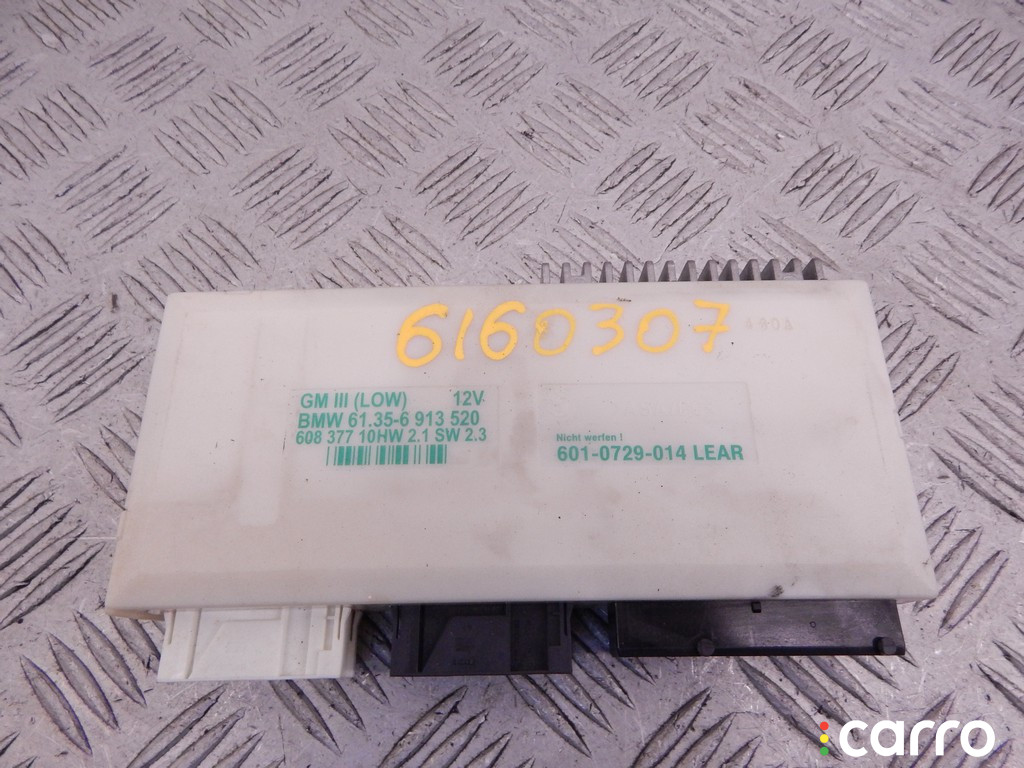 6160307
GM III (LOW) 12V
BMW 61.35-6 913 520
608 377 10HW 2.1 SW 2.3
Nicht werfen !
601-0729-014 LEAR
carro